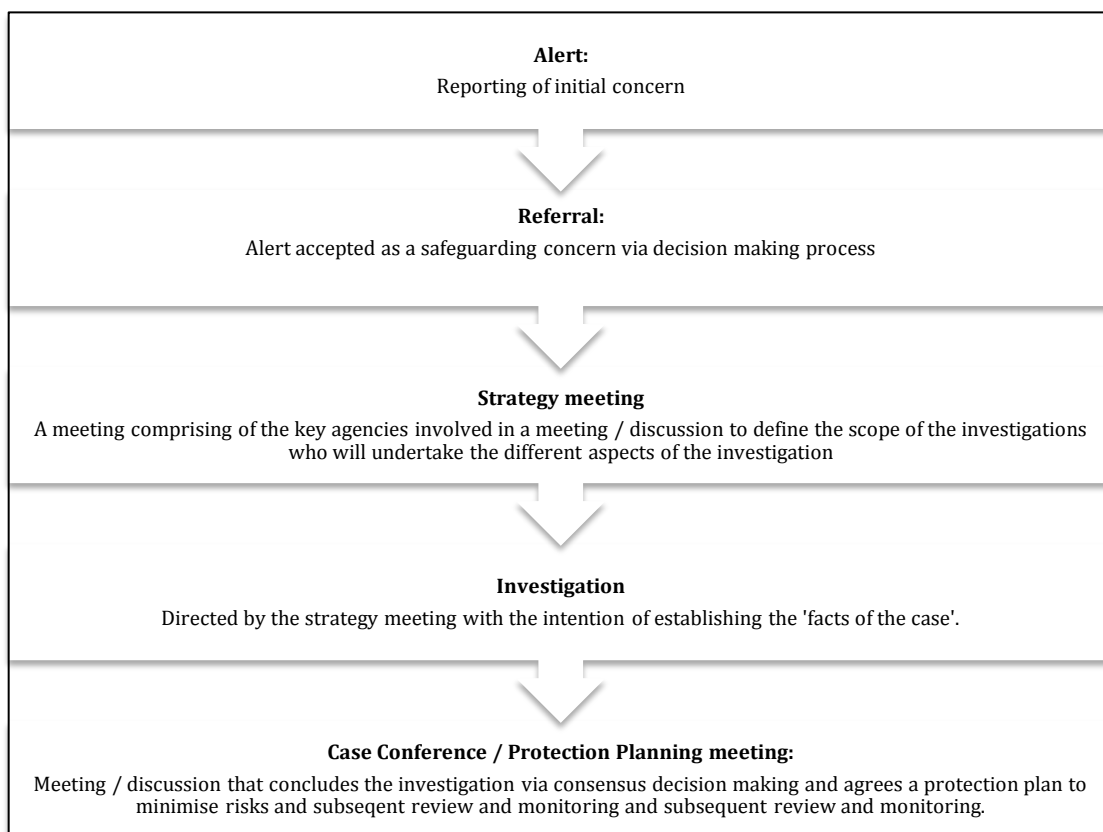 Alert:
Reporting of initial concern
Referral:
Alert accepted as a safeguarding concern via decision making process
Strategy meeting
A meeting comprising of the key agencies involved in a meeting / discussion to define the scope of the investigations
who will undertake the different aspects of the investigation
Investigation
Directed by the strategy meeting with the intention of establishing the 'facts of the case'.
Case Conference / Protection Planning meeting:
Meeting / discussion that concludes the investigation via consensus decision making and agrees a protection plan to
minimise risks and subseqent review and monitoring and subsequent review and monitoring.